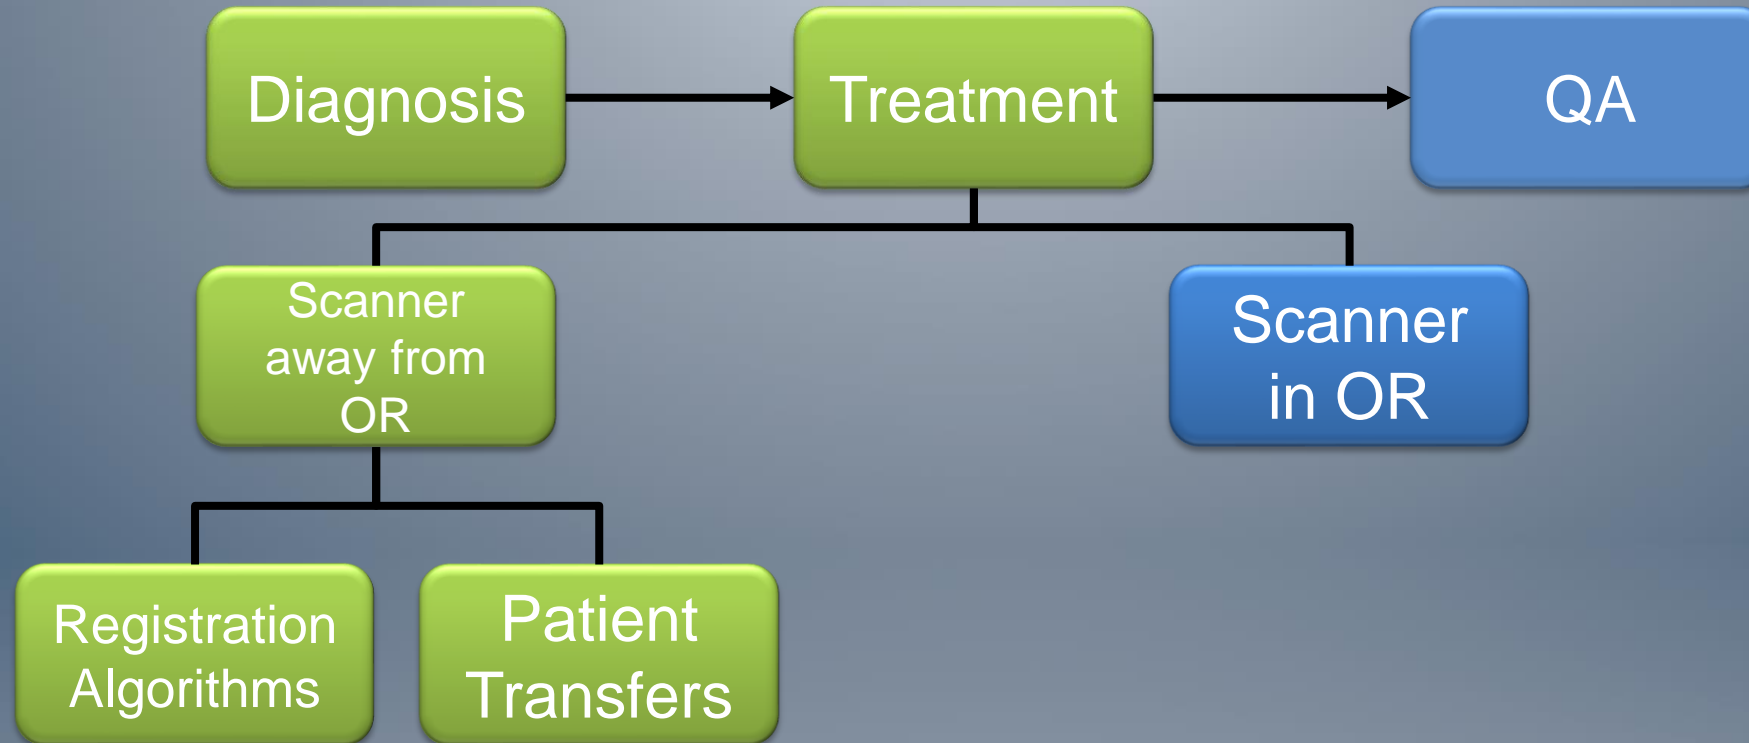 Diagnosis
Treatment
QA
Scanner
away from
OR
Scanner
in OR
Registration
Algorithms
Patient
Transfers